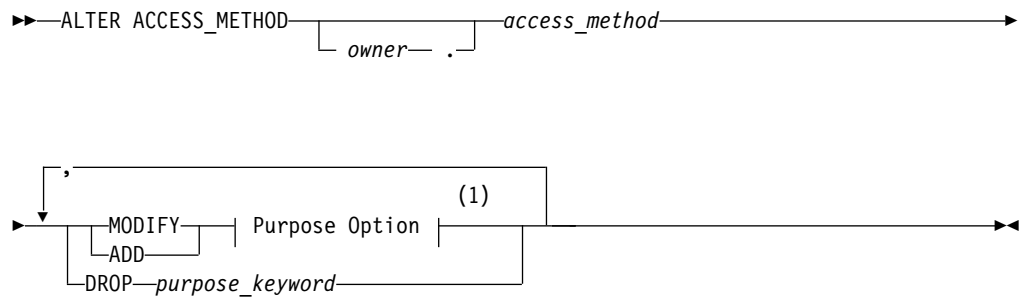 ALTER ACCESS_METHOD access_method
owner .
,
(1)
MODIFY Purpose Option
ADD
DROP purpose_keyword